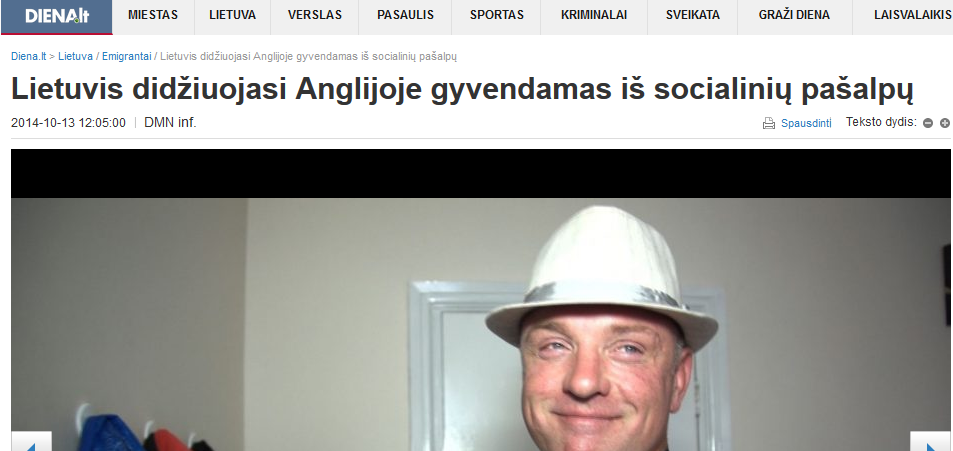 DIENA.lt MIESTAS LIETUVA VERSLAS PASAULIS SPORTAS KRIMINALAI SVEIKATA GRAŽI DIENA LAISVALAIKIS
Diena.lt > Lietuva / Emigrantai / Lietuvis didžiuojasi Anglijoje gyvendamas iš socialinių pašalpų
Lietuvis didžiuojasi Anglijoje gyvendamas iš socialinių pašalpų
2014-10-13 12:05:00 | DMN inf. Spausdinti Teksto dydis: